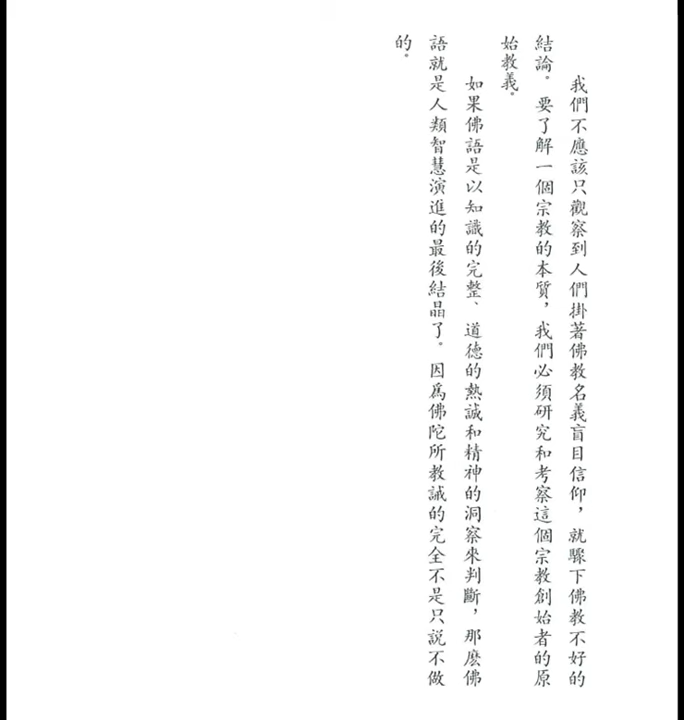 我們不應該只觀察到人們掛著佛教名義盲目信仰，就驟下佛教不好的
結論。要了解一個宗教的本質，我們必須研究和考察這個宗教創始者的原
始教義。
如果佛語是以知識的完整、道德的熱誠和精神的洞察來判斷，那麼佛
語就是人類智慧演進的最後結晶了。因爲佛陀所教誡的完全不是只說不做
的。